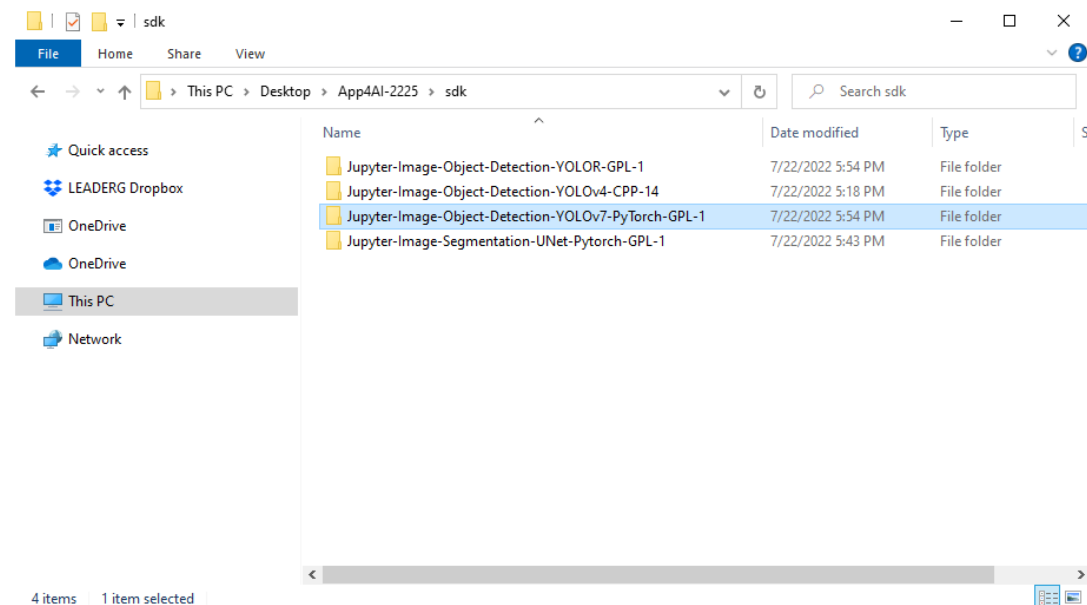 sdk
File Home Share View
This PC > Desktop > App4AI-2225 > sdk
Search sdk
Name Date modified Type S
Quick access
LEADERG Dropbox
OneDrive
OneDrive
This PC
Network
Jupyter-Image-Object-Detection-YOLOR-GPL-1 7/22/2022 5:54 PM File folder
Jupyter-Image-Object-Detection-YOLOv4-CPP-14 7/22/2022 5:18 PM File folder
Jupyter-Image-Object-Detection-YOLOv7-PyTorch-GPL-1 7/22/2022 5:54 PM File folder
Jupyter-Image-Segmentation-UNet-Pytorch-GPL-1 7/22/2022 5:43 PM File folder
4 items 1 item selected